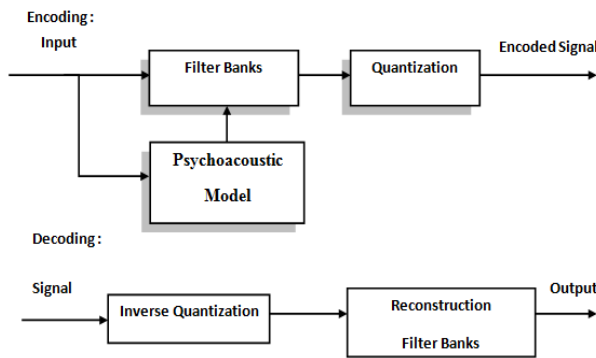 Encoding:
Input
Filter Banks
Quantization
Encoded Signal
Psychoacoustic
Model
Decoding:
Signal
Inverse Quantization
Reconstruction
Filter Banks
Output